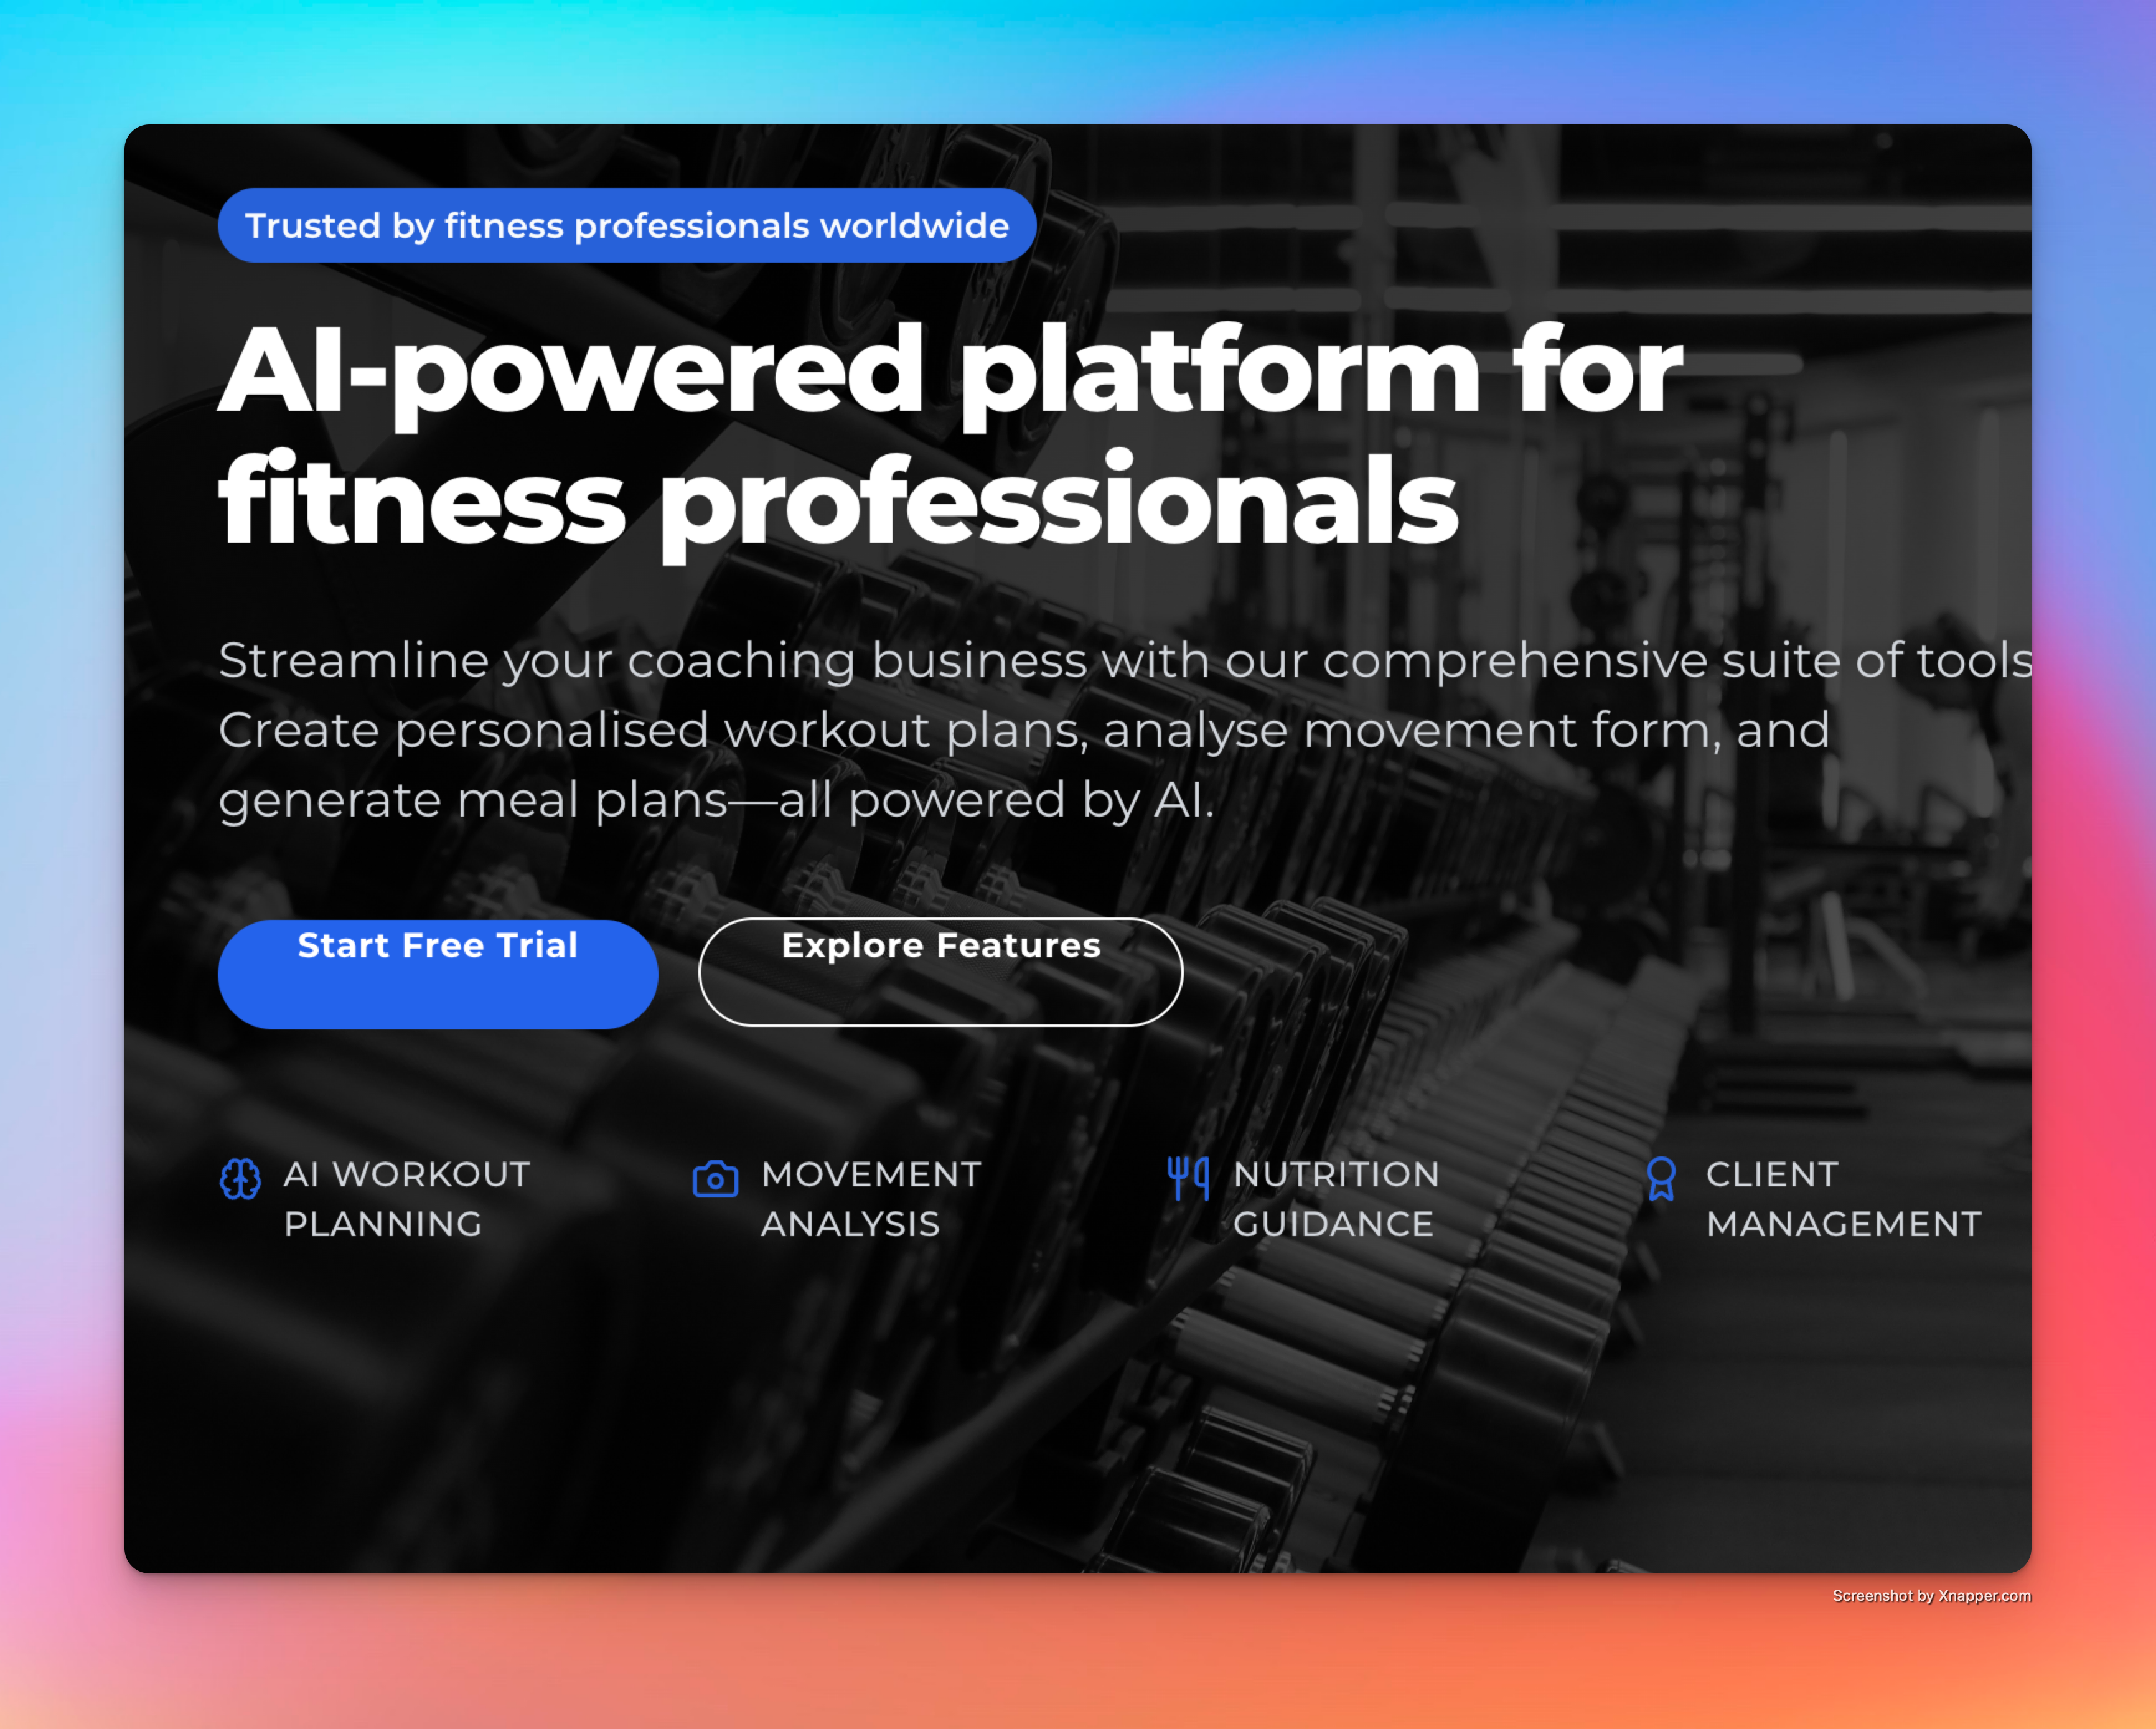 Trusted by fitness professionals worldwide
AI-powered platform for
fitness professionals
Streamline your coaching business with our comprehensive suite of tools
Create personalised workout plans, analyse movement form, and
generate meal plans—all powered by AI.
Start Free Trial
Explore Features
AI WORKOUT
PLANNING
MOVEMENT
ANALYSIS
NUTRITION
GUIDANCE
CLIENT
MANAGEMENT
Screenshot by Xnapper.com